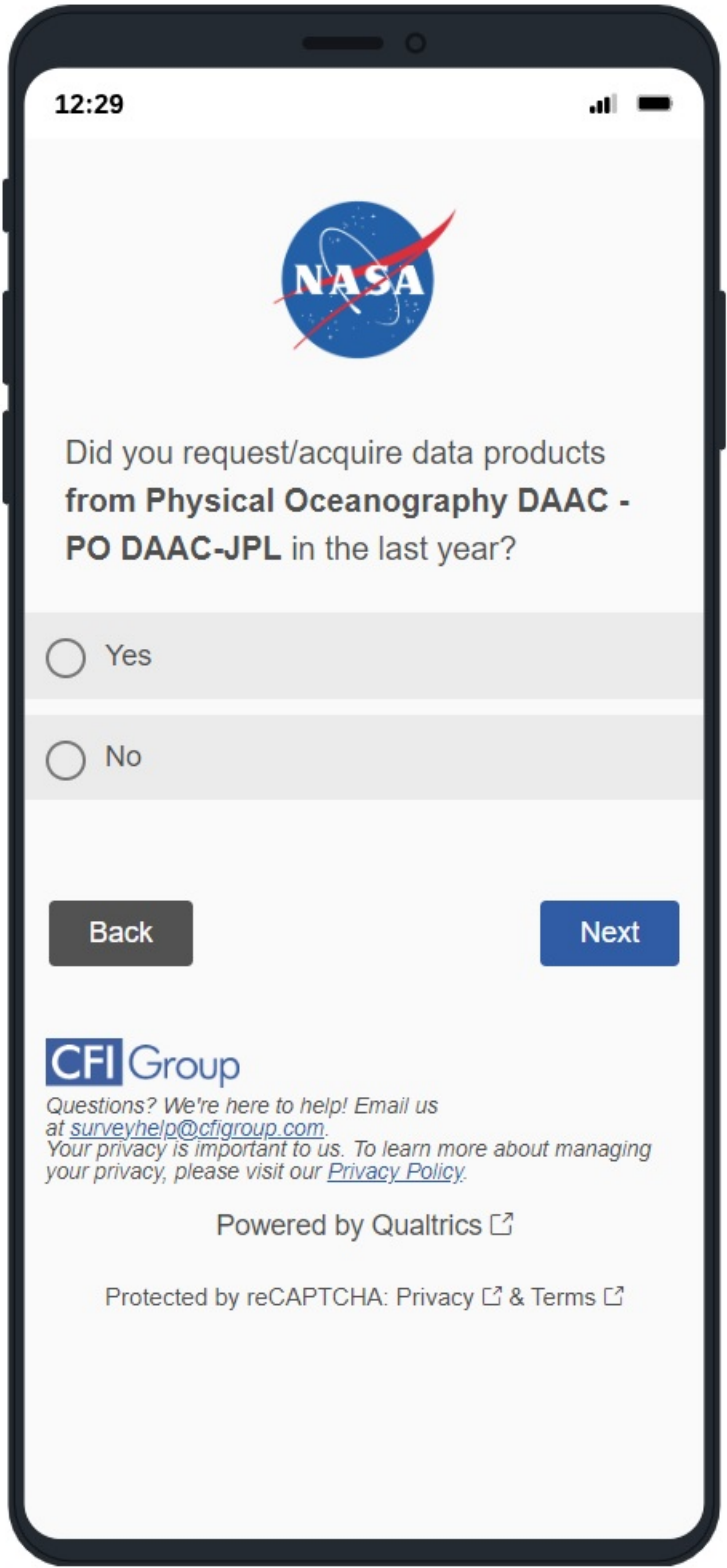 12:29
NASA
Did you request/acquire data products
from Physical Oceanography DAAC -
PO DAAC-JPL in the last year?
Yes
No
Back
Next
CFI Group
Questions? We're here to help! Email us
at surveyhelp@cfigroup.com.
Your privacy is important to us. To learn more about managing
your privacy, please visit our Privacy Policy.
Powered by Qualtrics
Protected by reCAPTCHA: Privacy & Terms